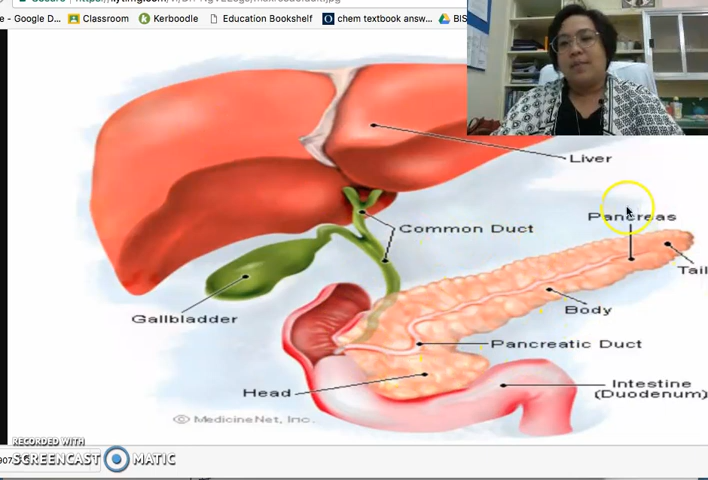 e - Google D... Classroom Kerboodle Education Bookshelf chem textbook answ... BIS
Liver
Pancreas
Common Duct
Tail
Body
Gallbladder
Pancreatic Duct
Head
Intestine
(Duodenum)
© MedicineNet, Inc.
RECORDED WITH
SCREENCAST MATIC